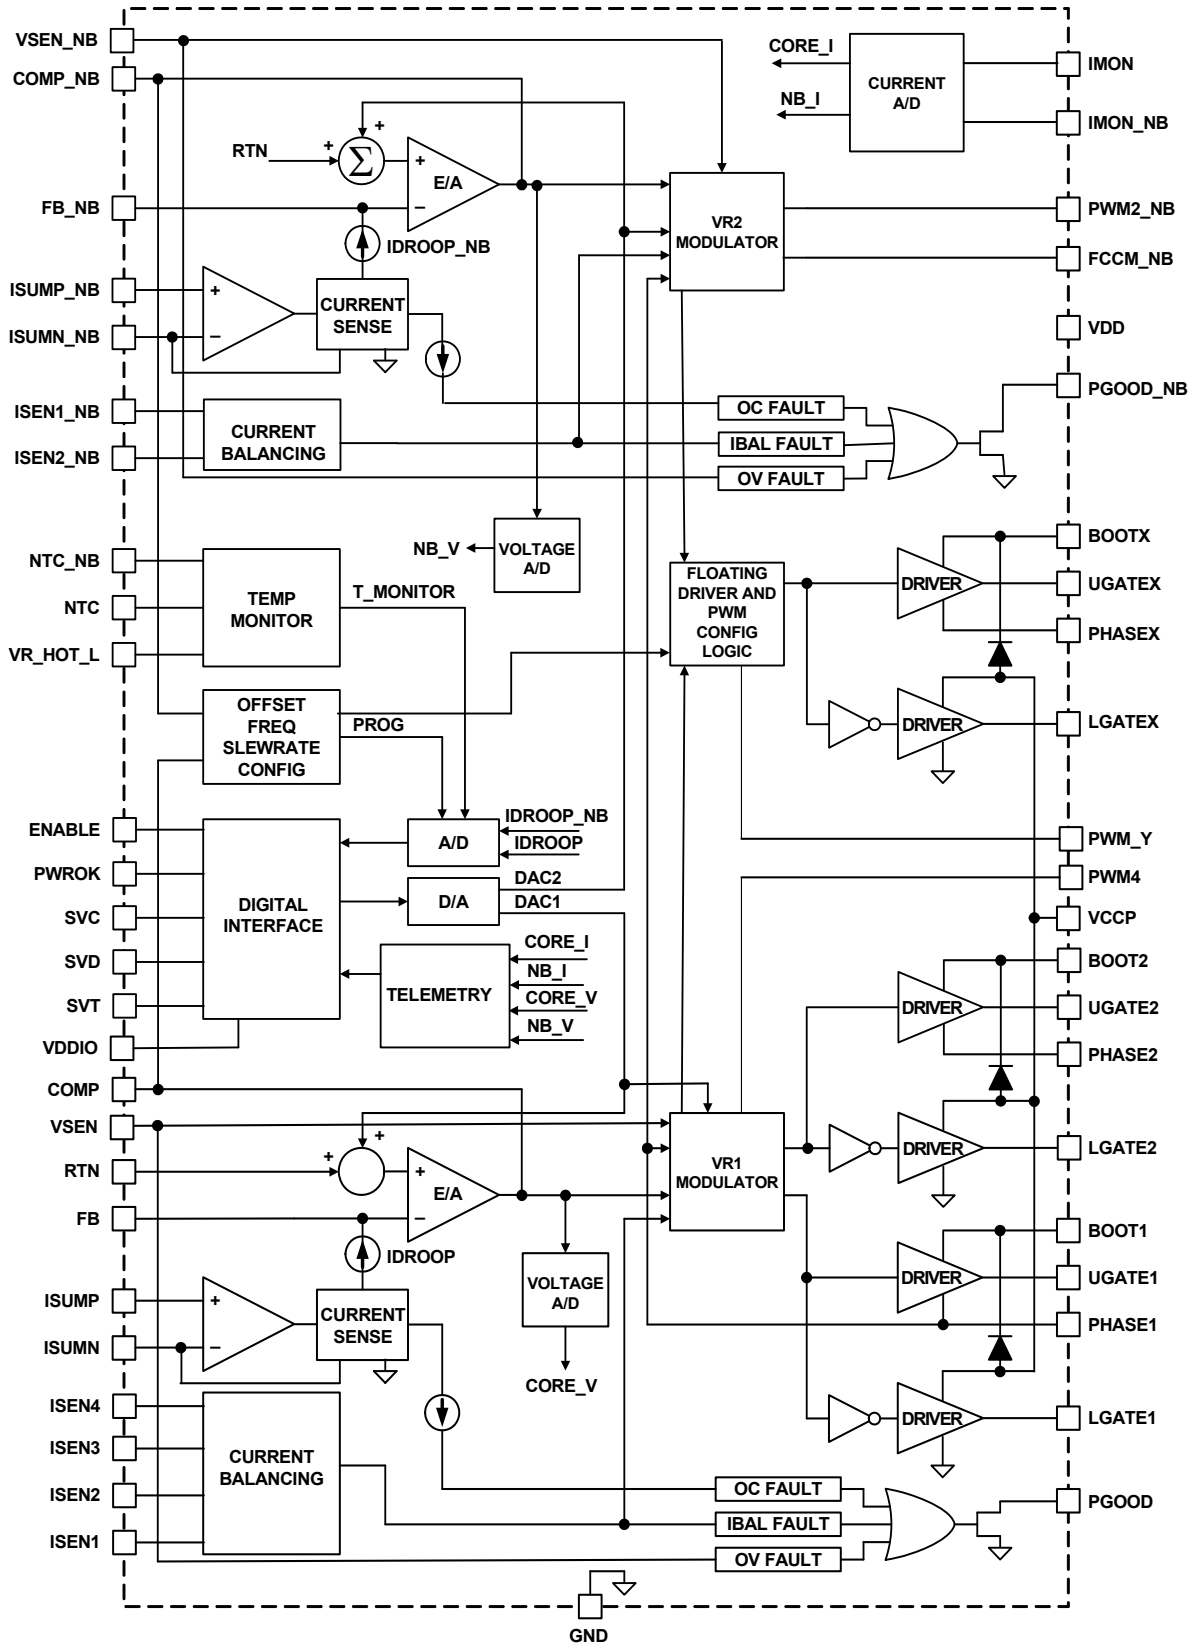 VSEN_NB
COMP_NB
CORE_I
NB_I
CURRENT
A/D
IMON
IMON_NB
RTN
+
+
Σ
+
E/A
−
FB_NB
IDROOP_NB
VR2
MODULATOR
PWM2_NB
FCCM_NB
ISUMP_NB
ISUMN_NB
+
−
CURRENT
SENSE
VDD
PGOOD_NB
ISEN1_NB
ISEN2_NB
CURRENT
BALANCING
OC FAULT
IBAL FAULT
OV FAULT
NB_V
VOLTAGE
A/D
NTC_NB
NTC
VR_HOT_L
TEMP
MONITOR
T_MONITOR
FLOATING
DRIVER AND
PWM
CONFIG
LOGIC
DRIVER
BOOTX
UGATEX
PHASEX
OFFSET
FREQ
SLEWRATE
CONFIG
PROG
DRIVER
LGATEX
ENABLE
PWROK
SVC
SVD
SVT
VDDIO
DIGITAL
INTERFACE
A/D
IDROOP_NB
IDROOP
D/A
DAC2
DAC1
TELEMETRY
CORE_I
NB_I
CORE_V
NB_V
PWM_Y
PWM4
VCCP
BOOT2
DRIVER
UGATE2
PHASE2
COMP
VSEN
RTN
FB
+
+
+
E/A
−
IDROOP
VR1
MODULATOR
DRIVER
LGATE2
BOOT1
DRIVER
UGATE1
PHASE1
ISUMP
ISUMN
+
−
CURRENT
SENSE
VOLTAGE
A/D
CORE_V
DRIVER
LGATE1
ISEN4
ISEN3
ISEN2
ISEN1
CURRENT
BALANCING
OC FAULT
IBAL FAULT
OV FAULT
PGOOD
GND